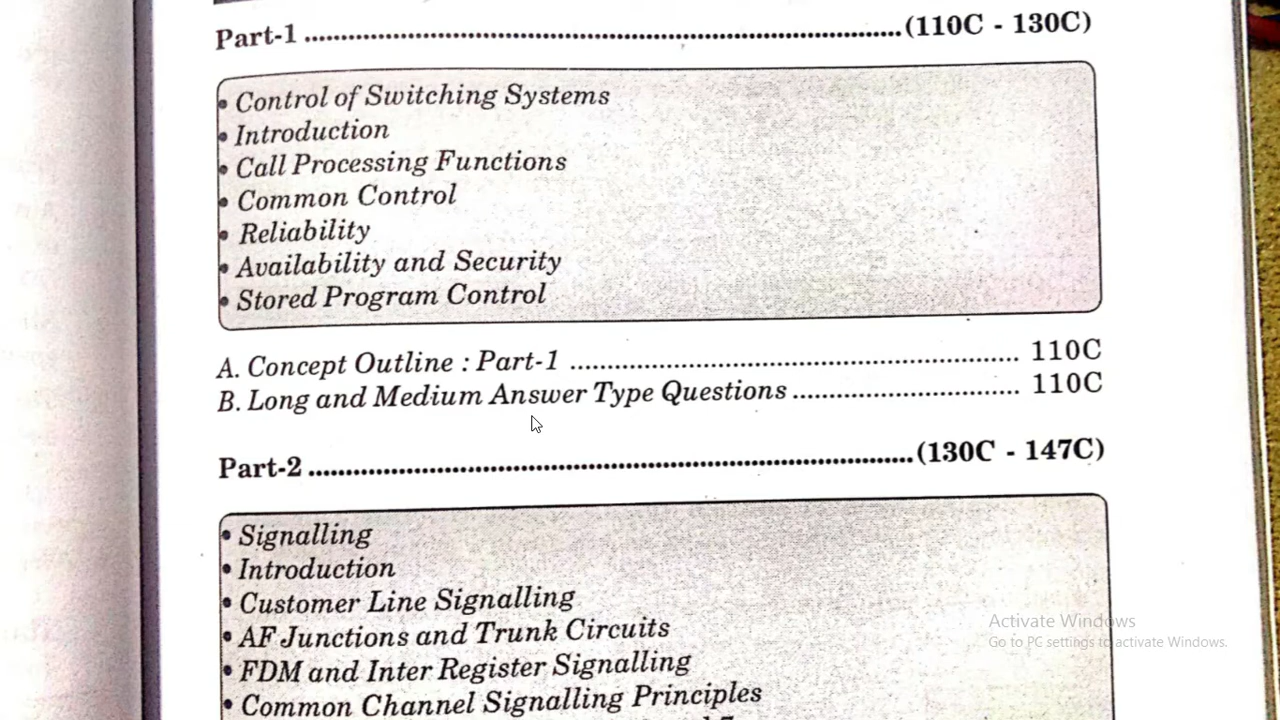 Part-1 ........................................................................................(110C - 130C)
• Control of Switching Systems
• Introduction
• Call Processing Functions
• Common Control
• Reliability
• Availability and Security
• Stored Program Control
A. Concept Outline : Part-1 ................................................................ 110C
B. Long and Medium Answer Type Questions ................................. 110C
Part-2 ........................................................................................(130C - 147C)
• Signalling
• Introduction
• Customer Line Signalling
• AF Junctions and Trunk Circuits
• FDM and Inter Register Signalling
• Common Channel Signalling Principles
Activate Windows
Go to PC settings to activate Windows.